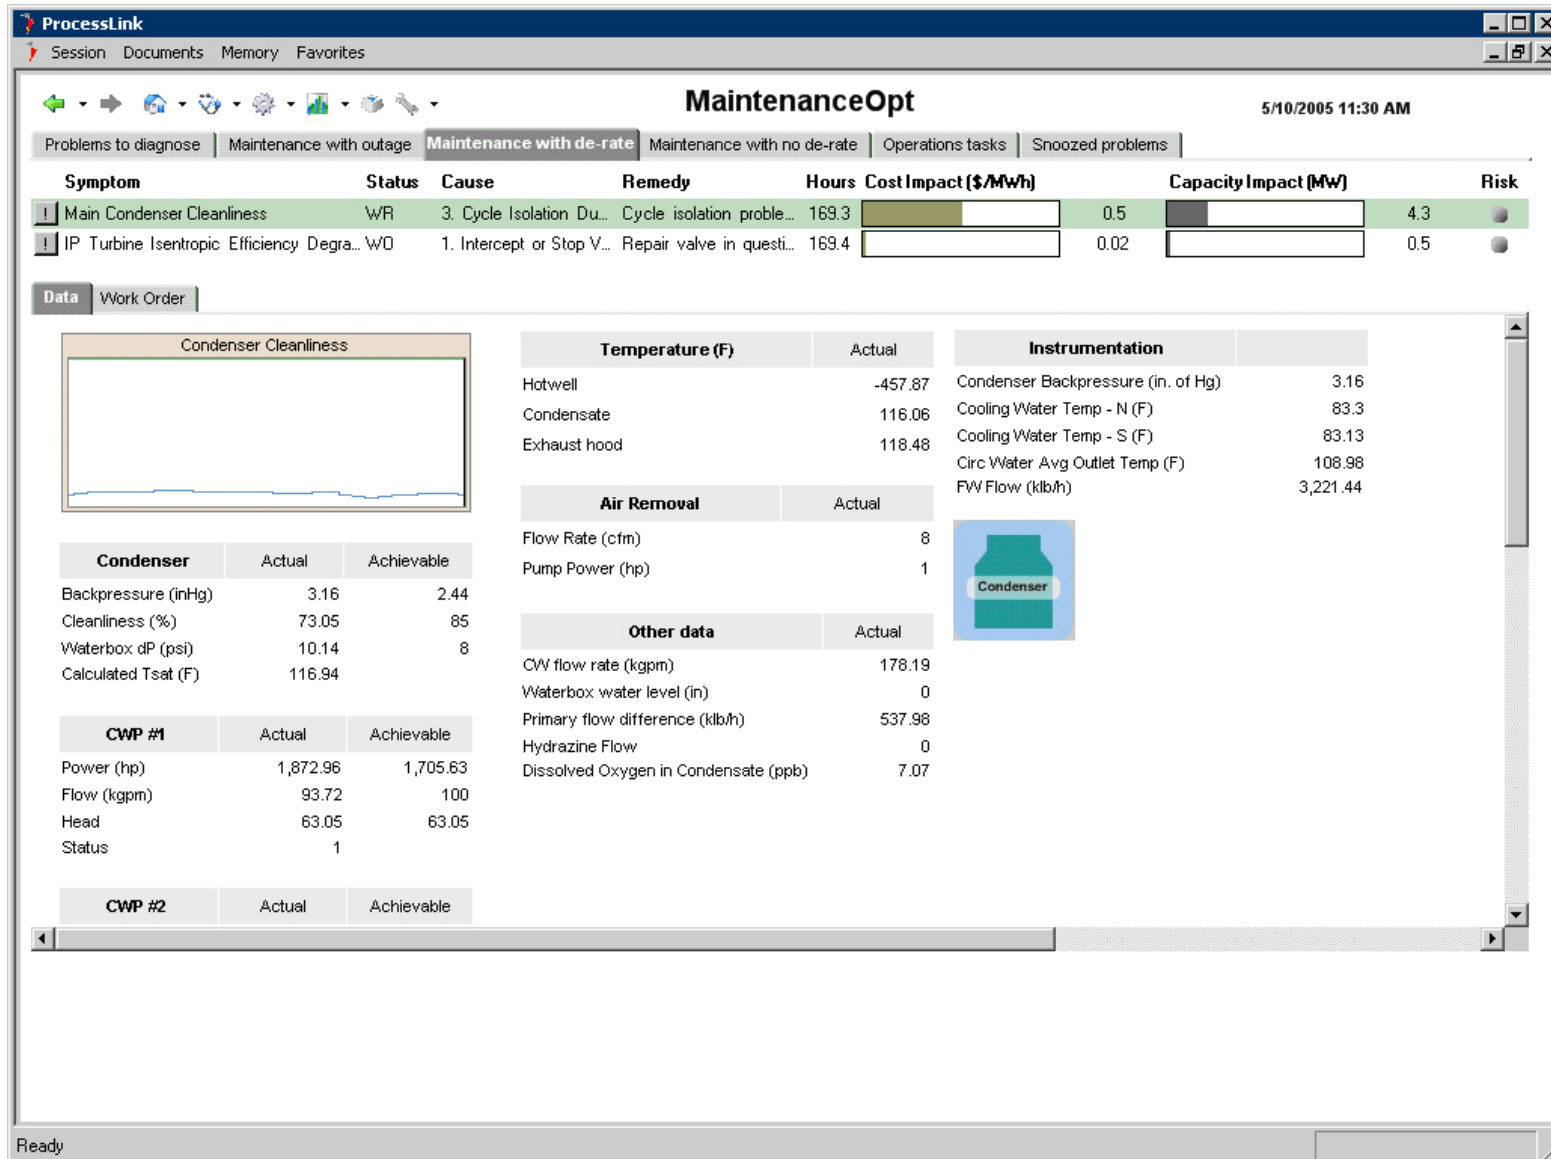 ProcessLink
Session Documents Memory Favorites
MaintenanceOpt
5/10/2005 11:30 AM
Problems to diagnose Maintenance with outage Maintenance with de-rate Maintenance with no de-rate Operations tasks Snoozed problems
Symptom Status Cause Remedy Hours Cost Impact ($/MWh) Capacity Impact (MW) Risk
! Main Condenser Cleanliness WR 3. Cycle Isolation Du... Cycle isolation proble... 169.3 0.5 4.3
! IP Turbine Isentropic Efficiency Degra... WO 1. Intercept or Stop V... Repair valve in questi... 169.4 0.02 0.5
Data Work Order
Condenser Cleanliness
Condenser Actual Achievable
Backpressure (inHg) 3.16 2.44
Cleanliness (%) 73.05 85
Waterbox dP (psi) 10.14 8
Calculated Tsat (F) 116.94
CWP #1 Actual Achievable
Power (hp) 1,872.96 1,705.63
Flow (kgpm) 93.72 100
Head 63.05 63.05
Status 1
CWP #2 Actual Achievable
Temperature (F) Actual
Hotwell -457.87
Condensate 116.06
Exhaust hood 118.48
Air Removal Actual
Flow Rate (cfm) 8
Pump Power (hp) 1
Other data Actual
CW flow rate (kgpm) 178.19
Waterbox water level (in) 0
Primary flow difference (klb/h) 537.98
Hydrazine Flow 0
Dissolved Oxygen in Condensate (ppb) 7.07
Instrumentation
Condenser Backpressure (in. of Hg) 3.16
Cooling Water Temp - N (F) 83.3
Cooling Water Temp - S (F) 83.13
Circ Water Avg Outlet Temp (F) 108.98
FW Flow (klb/h) 3,221.44
Condenser
Ready